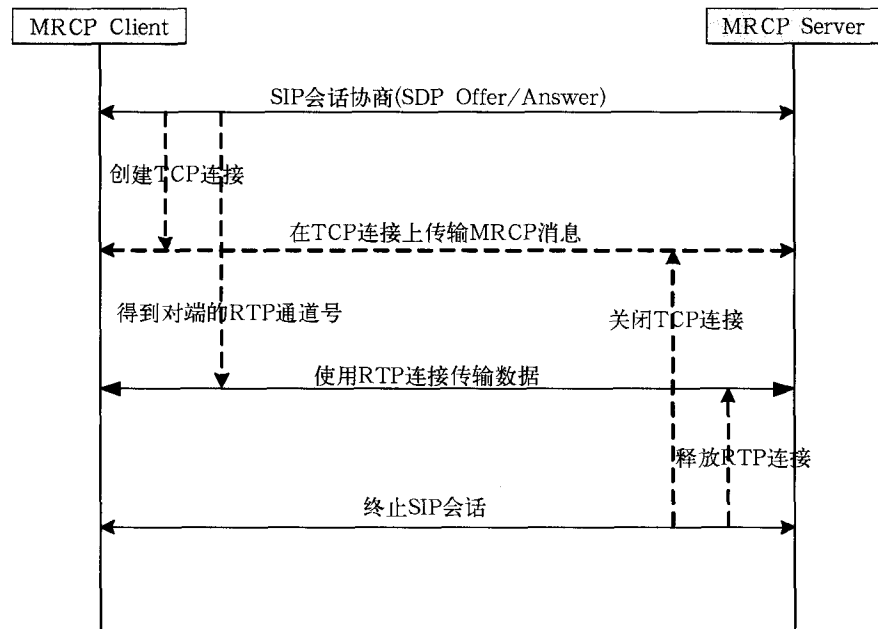 MRCP Client
MRCP Server
SIP会话协商(SDP Offer/Answer)
创建TCP连接
在TCP连接上传输MRCP消息
得到对端的RTP通道号
关闭TCP连接
使用RTP连接传输数据
释放RTP连接
终止SIP会话